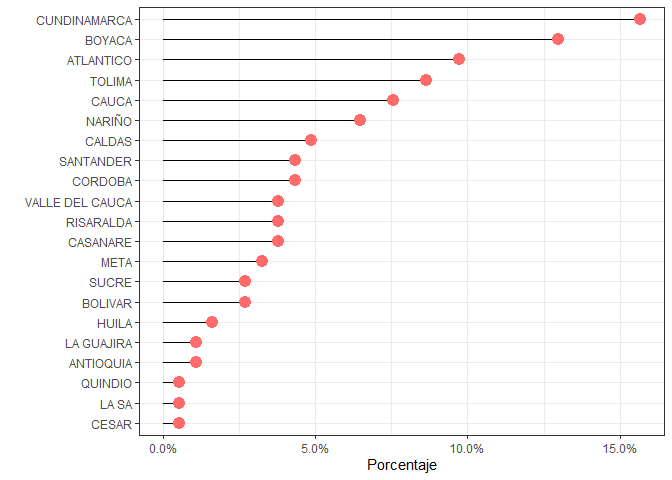 CUNDINAMARCA
BOYACA
ATLANTICO
TOLIMA
CAUCA
NARIÑO
CALDAS
SANTANDER
CORDOBA
VALLE DEL CAUCA
RISARALDA
CASANARE
META
SUCRE
BOLIVAR
HUILA
LA GUAJIRA
ANTIOQUIA
QUINDIO
LA SA
CESAR
0.0% 5.0% 10.0% 15.0%
Porcentaje